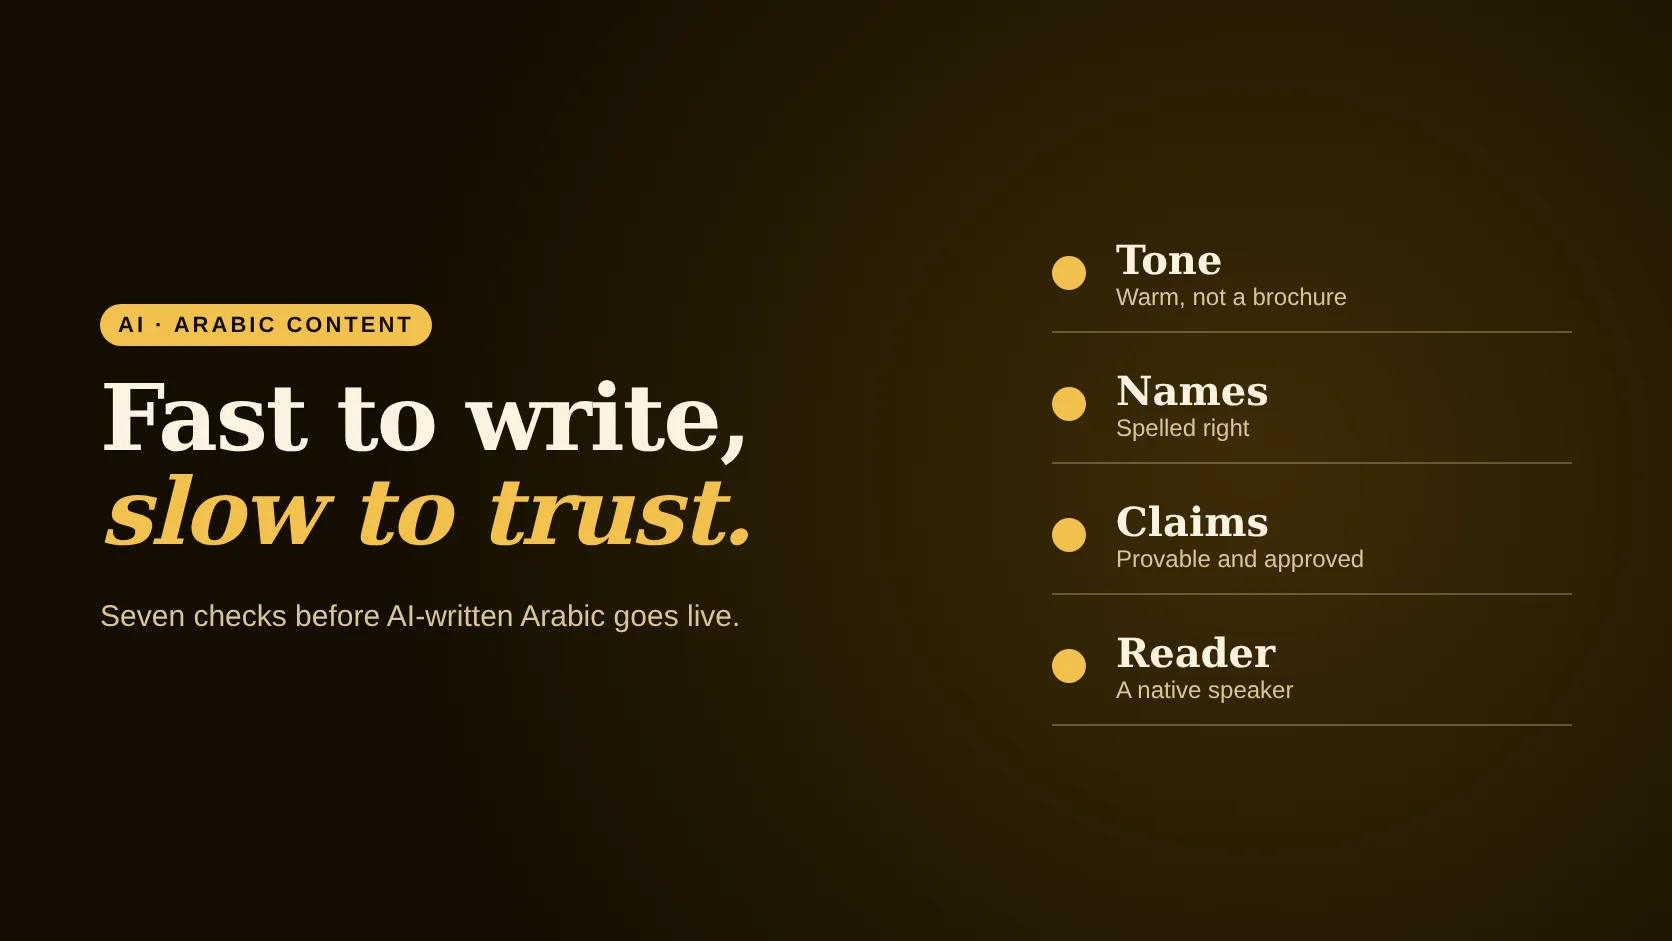 AI · ARABIC CONTENT
Fast to write,
slow to trust.
Seven checks before AI-written Arabic goes live.
Tone
Warm, not a brochure
Names
Spelled right
Claims
Provable and approved
Reader
A native speaker